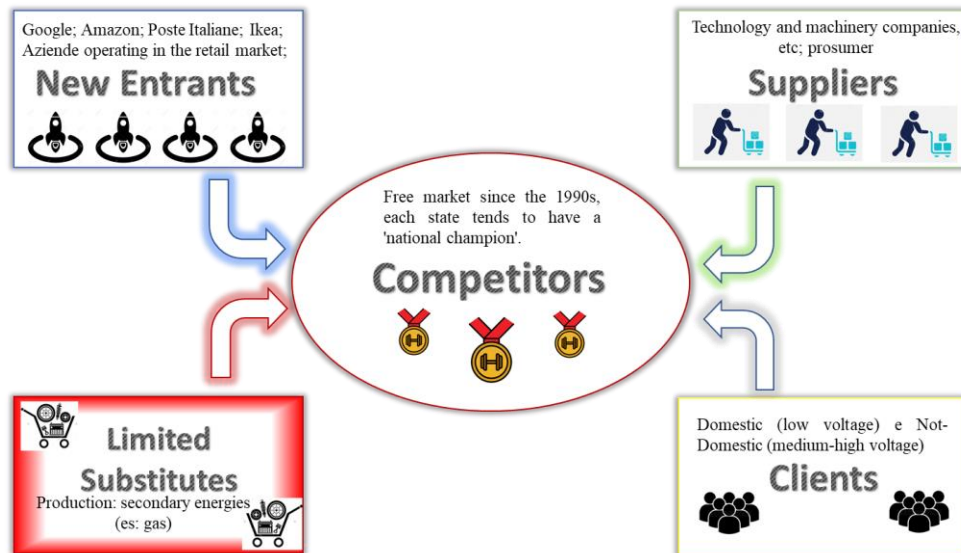 Google; Amazon; Poste Italiane; Ikea;
Aziende operating in the retail market;
New Entrants
Technology and machinery companies,
etc; prosumer
Suppliers
Free market since the 1990s,
each state tends to have a
'national champion'.
Competitors
Limited
Substitutes
Production: secondary energies
(es: gas)
Domestic (low voltage) e Not-
Domestic (medium-high voltage)
Clients